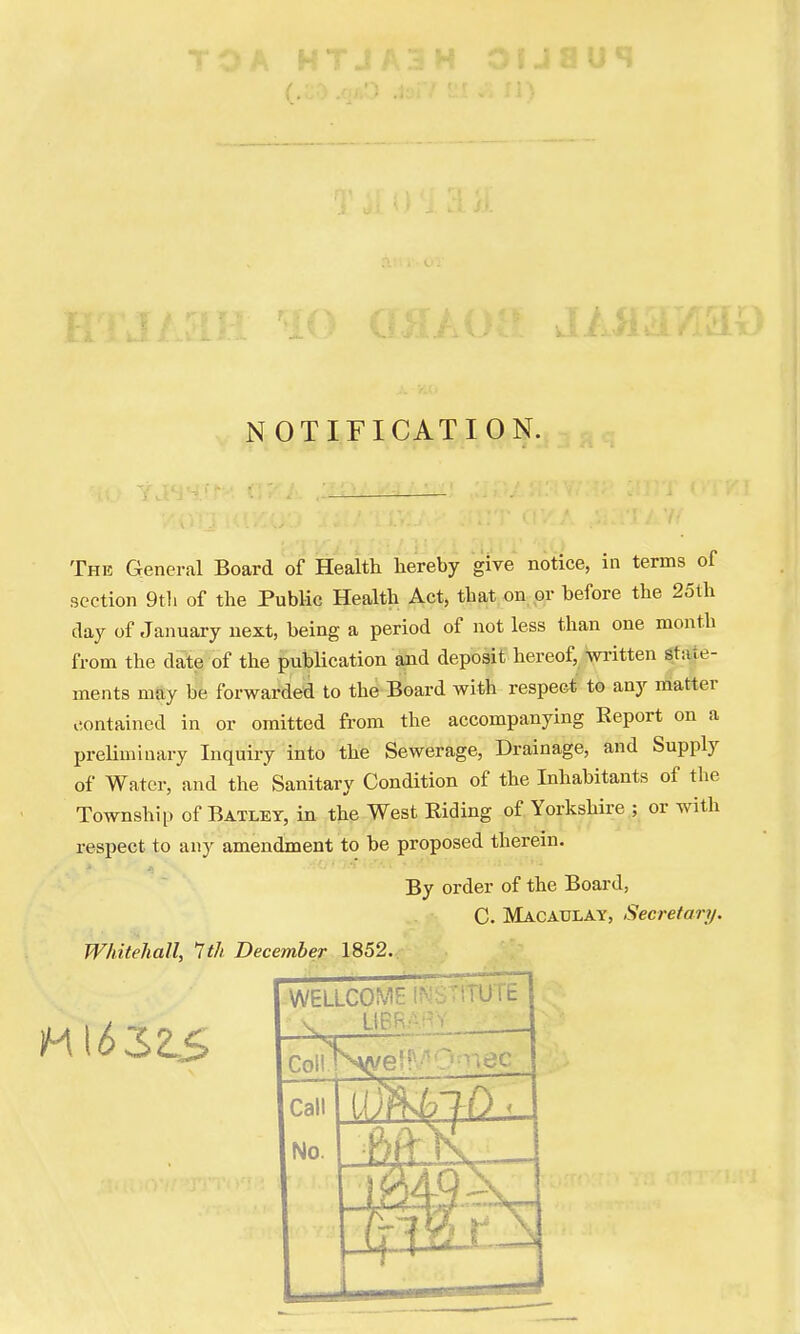 NOTIFICATION.
The General Board of Health hereby give notice, in terms of
section 9th of the Public Health Act, that on or before the 25th
day of January next, being a period of not less than one month
from the date of the publication and deposit hereof, written state-
ments may be forwarded to the Board with respect to any matter
contained in or omitted from the accompanying Report on a
preliminary Inquiry into the Sewerage, Drainage, and Supply
of Water, and the Sanitary Condition of the Inhabitants of the
Township of Batley, in the West Riding of Yorkshire ; or with
respect to any amendment to be proposed therein.
By order of the Board,
C. Macaulay, Secretary.
Whitehall, 7th December 1852.
M16325
WELLCOME INSTITUTE
LIBRARY
Coll. welMOmec
Call
No.